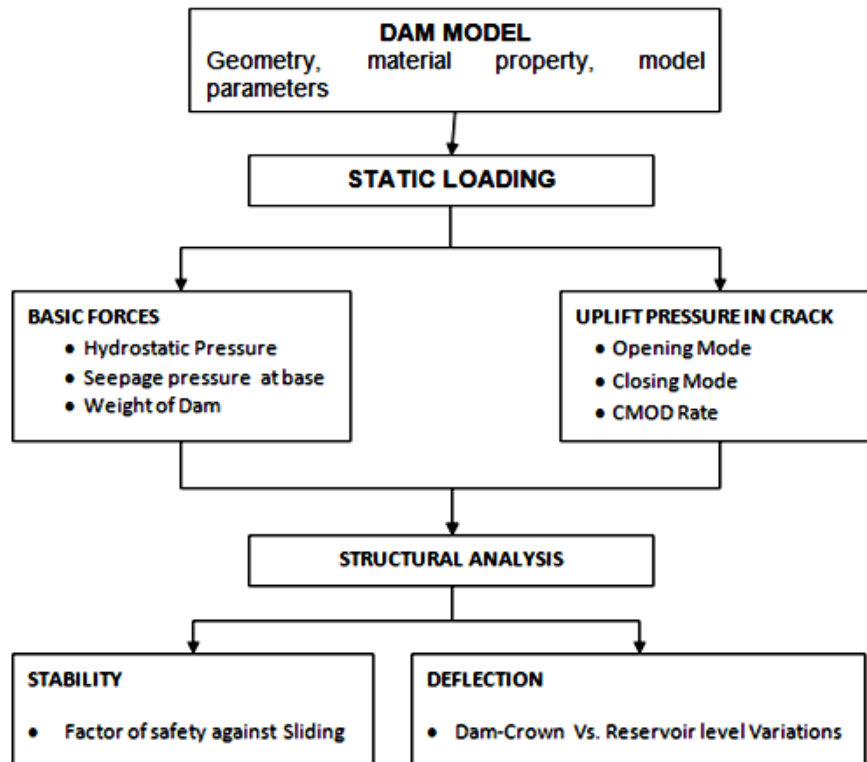 DAM MODEL
Geometry, material property, model
parameters
STATIC LOADING
BASIC FORCES
• Hydrostatic Pressure
• Seepage pressure at base
• Weight of Dam
UPLIFT PRESSURE IN CRACK
• Opening Mode
• Closing Mode
• CMOD Rate
STRUCTURAL ANALYSIS
STABILITY
• Factor of safety against Sliding
DEFLECTION
• Dam-Crown Vs. Reservoir level Variations